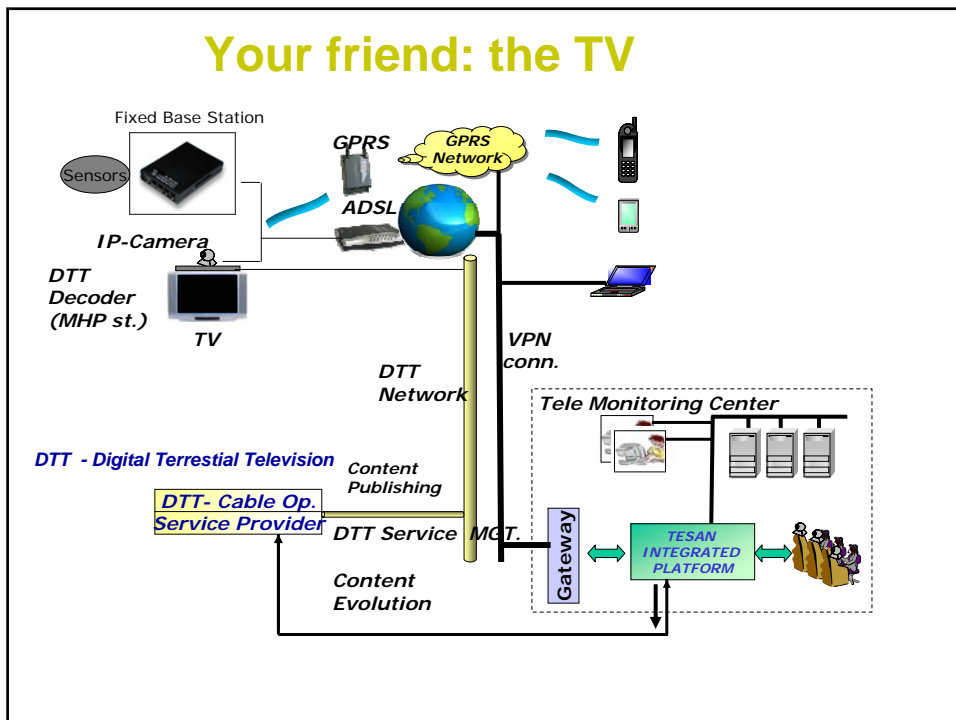 Your friend: the TV
Fixed Base Station
Sensors
GPRS
GPRS
Network
ADSL
IP-Camera
DTT
Decoder
(MHP st.)
TV
VPN
conn.
DTT
Network
Tele Monitoring Center
DTT - Digital Terrestial Television
Content
Publishing
DTT- Cable Op.
Service Provider
DTT Service MGT.
Gateway
TESAN
INTEGRATED
PLATFORM
Content
Evolution